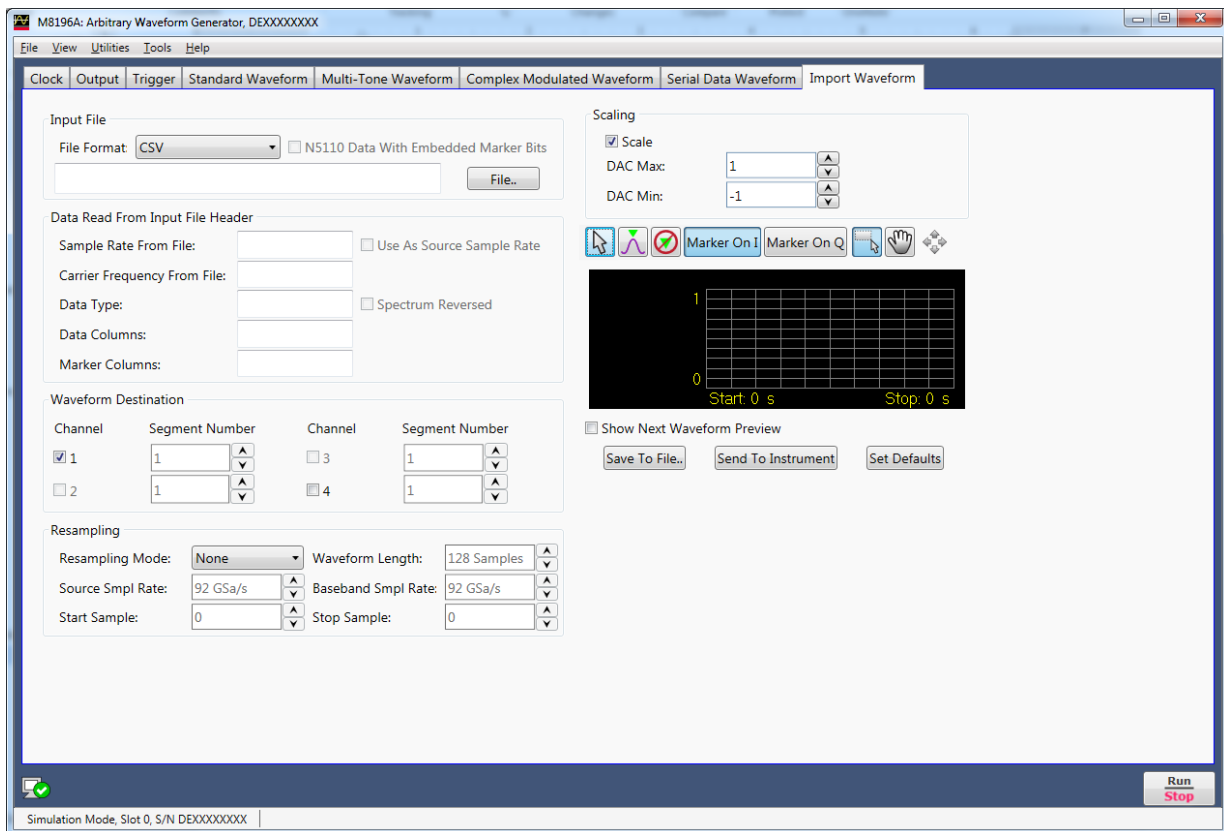 M8196A: Arbitrary Waveform Generator, DEXXXXXXXX
File View Utilities Tools Help
Clock Output Trigger Standard Waveform Multi-Tone Waveform Complex Modulated Waveform Serial Data Waveform Import Waveform
Input File
File Format: CSV N5110 Data With Embedded Marker Bits
File..
Data Read From Input File Header
Sample Rate From File: Use As Source Sample Rate
Carrier Frequency From File:
Data Type: Spectrum Reversed
Data Columns:
Marker Columns:
Waveform Destination
Channel Segment Number Channel Segment Number
1 1 3 1
2 1 4 1
Resampling
Resampling Mode: None Waveform Length: 128 Samples
Source Smpl Rate: 92 GSa/s Baseband Smpl Rate: 92 GSa/s
Start Sample: 0 Stop Sample: 0
Scaling
Scale
DAC Max: 1
DAC Min: -1
Marker On I Marker On Q
1
0
Start: 0 s Stop: 0 s
Show Next Waveform Preview
Save To File.. Send To Instrument Set Defaults
Run
Stop
Simulation Mode, Slot 0, S/N DEXXXXXXXX